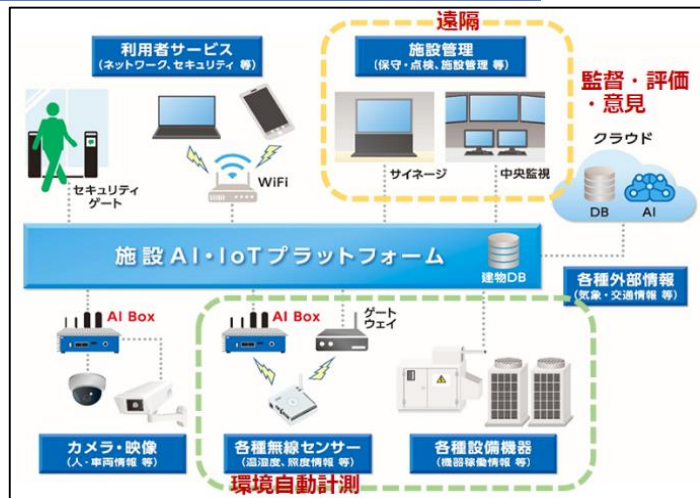 遠隔
利用者サービス
（ネットワーク、セキュリティ 等）
施設管理
（保守・点検、施設管理 等）
監督・評価
・意見
クラウド
セキュリティ
ゲート
WiFi
サイネージ
中央監視
DB
AI
施設AI・IoTプラットフォーム
建物DB
各種外部情報
（気象・交通情報 等）
AI Box
AI Box
ゲート
ウェイ
カメラ・映像
（人・車両情報 等）
各種無線センサー
（温湿度、照度情報 等）
各種設備機器
（機器稼働情報 等）
環境自動計測